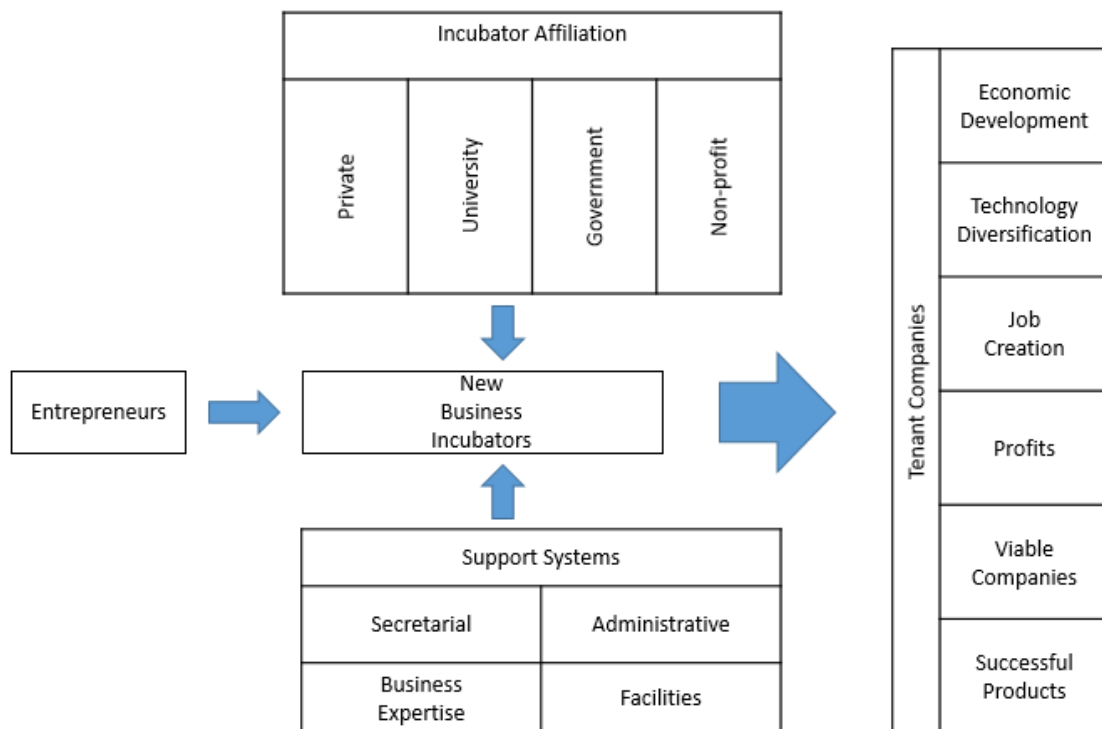 Incubator Affiliation
Private
University
Government
Non-profit
Entrepreneurs
New
Business
Incubators
Support Systems
Secretarial
Administrative
Business
Expertise
Facilities
Tenant Companies
Economic
Development
Technology
Diversification
Job
Creation
Profits
Viable
Companies
Successful
Products